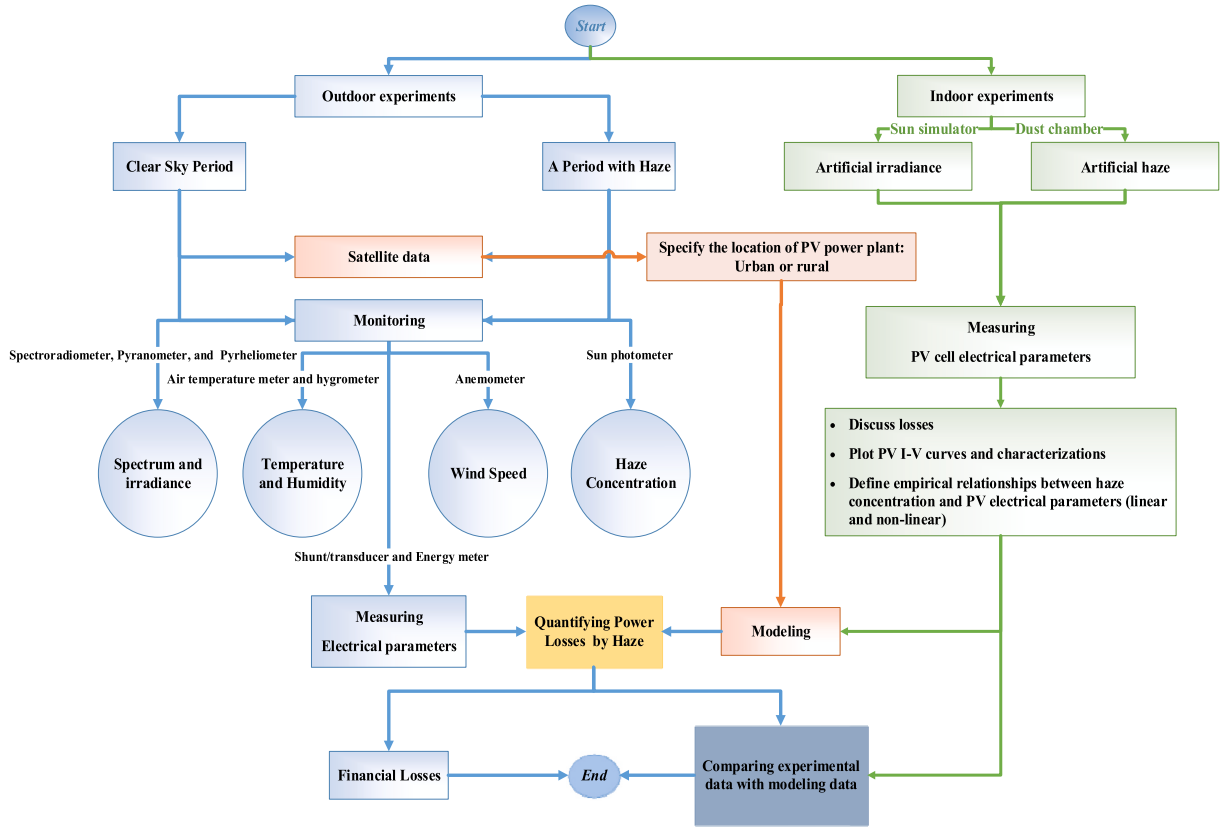 Start
Outdoor experiments
Indoor experiments
Sun simulator
Dust chamber
Clear Sky Period
A Period with Haze
Artificial irradiance
Artificial haze
Satellite data
Specify the location of PV power plant:
Urban or rural
Monitoring
Measuring
PV cell electrical parameters
Spectroradiometer, Pyranometer, and Pyrheliometer
Sun photometer
Air temperature meter and hygrometer
Anemometer
Spectrum and
irradiance
Temperature
and Humidity
Wind Speed
Haze
Concentration
• Discuss losses
• Plot PV I-V curves and characterizations
• Define empirical relationships between haze
concentration and PV electrical parameters (linear
and non-linear)
Shunt/transducer and Energy meter
Measuring
Electrical parameters
Quantifying Power
Losses by Haze
Modeling
Financial Losses
End
Comparing experimental
data with modeling data